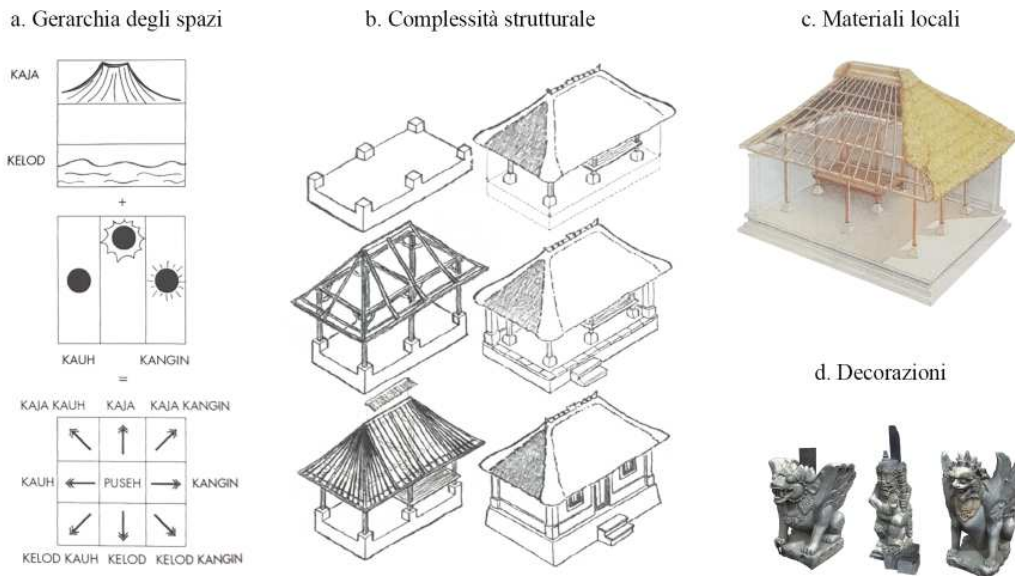 a. Gerarchia degli spazi
KAJA
KELOD
+
KAUH KANGIN
=
KAJA KAUH KAJA KAJA KANGIN
KAUH PUSEH KANGIN
KELOD KAUH KELOD KELOD KANGIN
b. Complessità strutturale
c. Materiali locali
d. Decorazioni